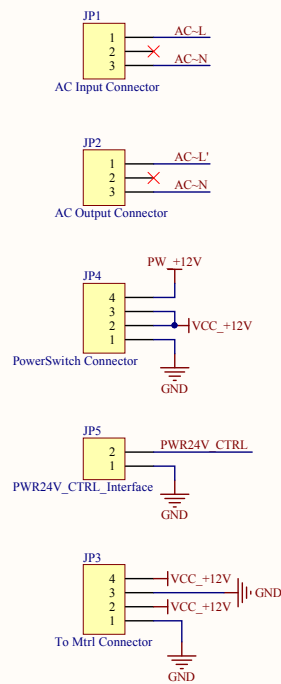 JP1
1 AC~L
2
3 AC~N
AC Input Connector
JP2
1 AC~L'
2
3 AC~N
AC Output Connector
PW_+12V
JP4
4
3
2 VCC_+12V
1
PowerSwitch Connector
GND
JP5
2 PWR24V_CTRL
1
PWR24V_CTRL_Interface
GND
JP3
4 VCC_+12V
3 GND
2 VCC_+12V
1
To Mtrl Connector
GND